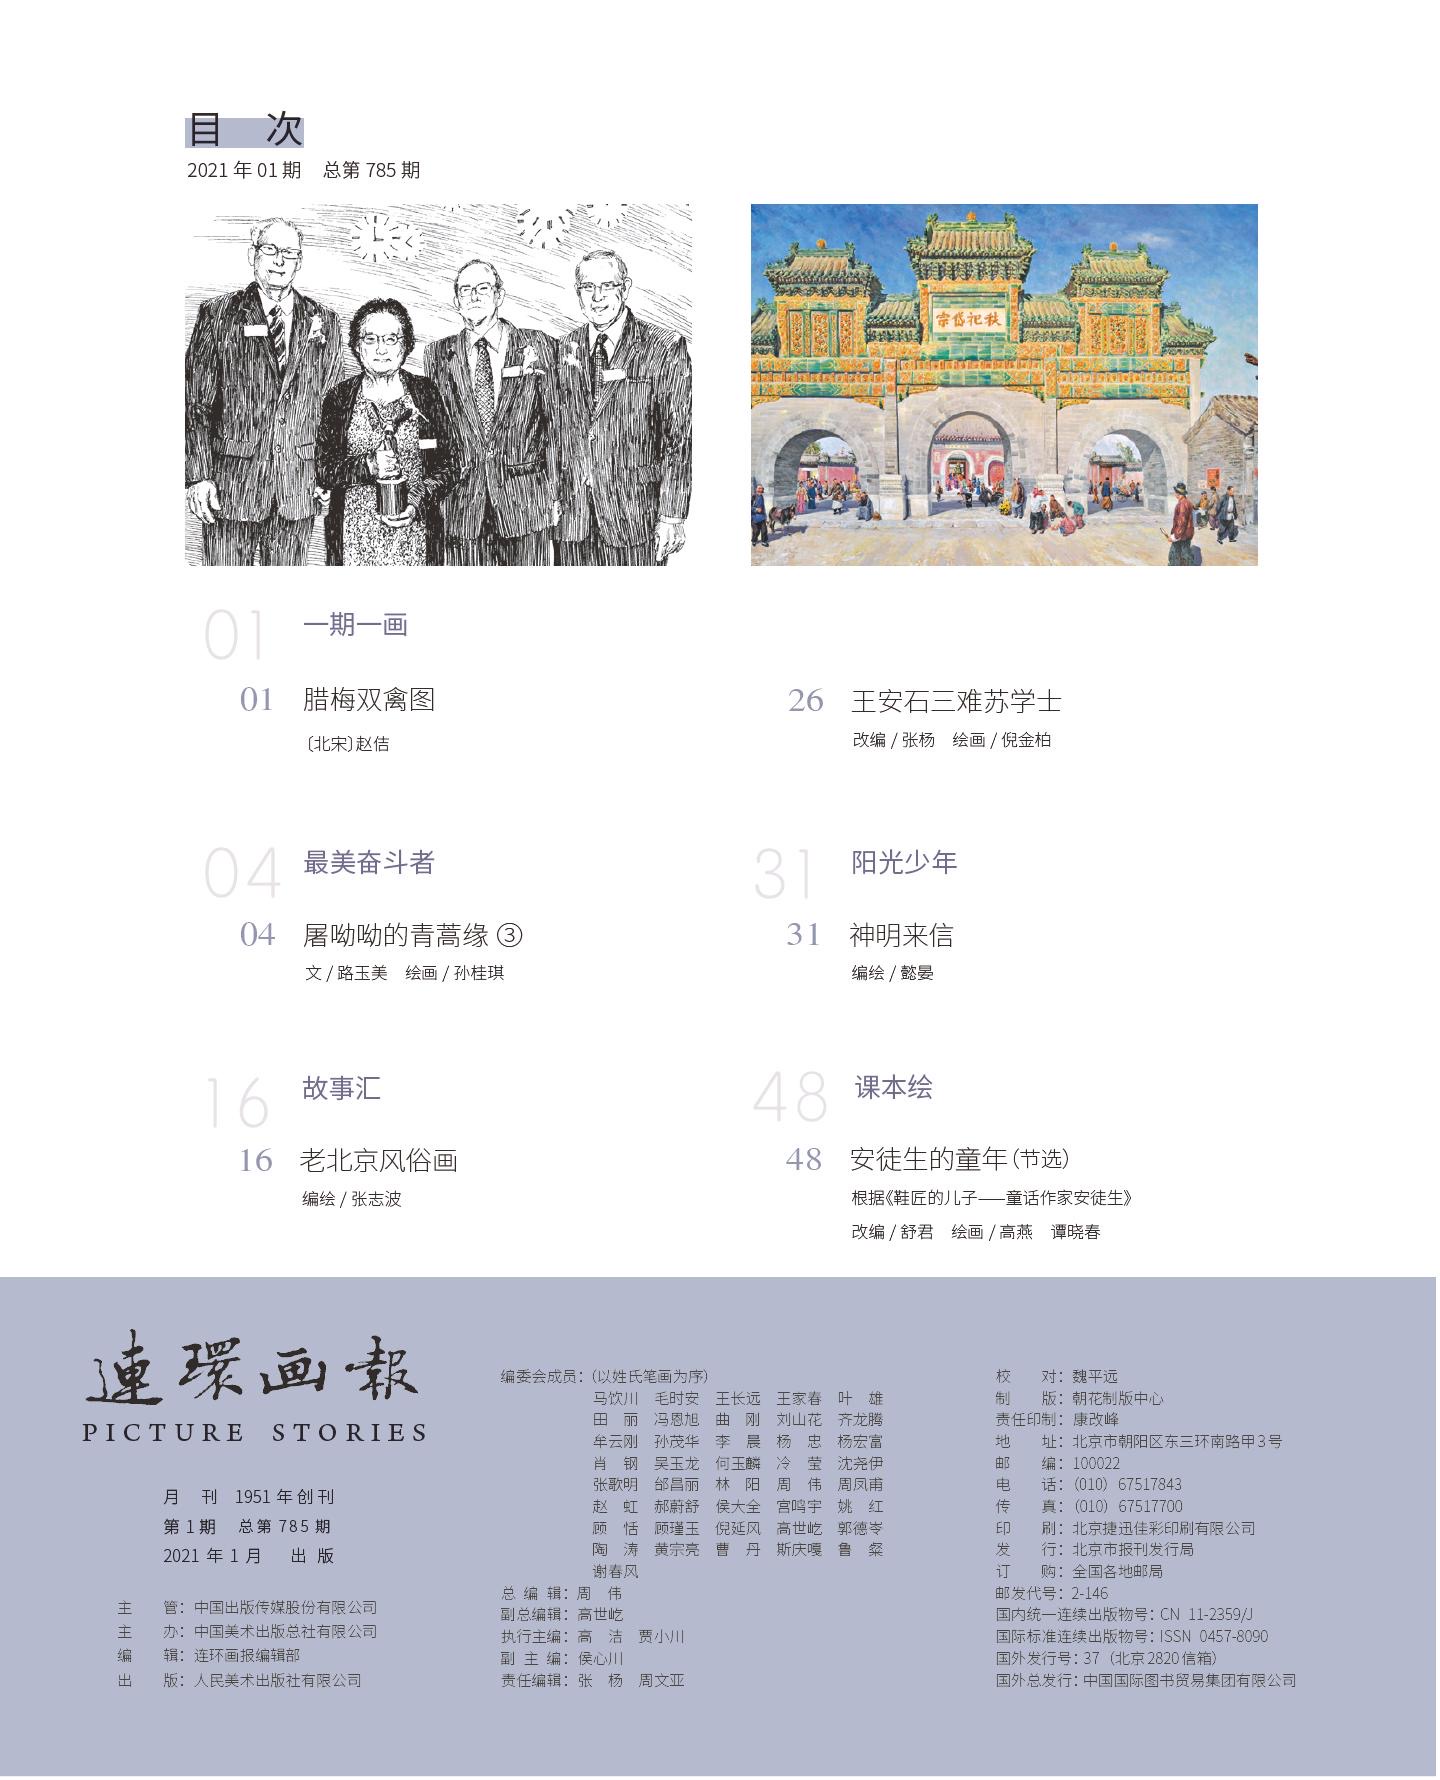 目　次
2021 年 01 期　总第 785 期
秋祀岱宗
01 一期一画
01 腊梅双禽图
〔北宋〕赵佶
26 王安石三难苏学士
改编 / 张杨　绘画 / 倪金柏
04 最美奋斗者
04 屠呦呦的青蒿缘 ③
文 / 路玉美　绘画 / 孙桂琪
31 阳光少年
31 神明来信
编绘 / 懿晏
16 故事汇
16 老北京风俗画
编绘 / 张志波
48 课本绘
48 安徒生的童年（节选）
根据《鞋匠的儿子——童话作家安徒生》
改编 / 舒君　绘画 / 高燕　谭晓春
連環画報
PICTURE STORIES
月　刊　1951 年创刊
第 1 期　总第 785 期
2021 年 1 月　出 版
主　　管：中国出版传媒股份有限公司
主　　办：中国美术出版总社有限公司
编　　辑：连环画报编辑部
出　　版：人民美术出版社有限公司
编委会成员：（以姓氏笔画为序）
马饮川　毛时安　王长远　王家春　叶　雄
田　丽　冯恩旭　曲　刚　刘山花　齐龙腾
牟云刚　孙茂华　李　晨　杨　忠　杨宏富
肖　钢　吴玉龙　何玉麟　冷　莹　沈尧伊
张歌明　邰昌丽　林　阳　周　伟　周凤甫
赵　虹　郝蔚舒　侯大全　宫鸣宇　姚　红
顾　恬　顾瑾玉　倪延风　高世屹　郭德岺
陶　涛　黄宗亮　曹　丹　斯庆嘎　鲁　粲
谢春风
总 编 辑：周　伟
副总编辑：高世屹
执行主编：高　洁　贾小川
副 主 编：侯心川
责任编辑：张　杨　周文亚
校　　对：魏平远
制　　版：朝花制版中心
责任印制：康改峰
地　　址：北京市朝阳区东三环南路甲 3 号
邮　　编：100022
电　　话：（010）67517843
传　　真：（010）67517700
印　　刷：北京捷迅佳彩印刷有限公司
发　　行：北京市报刊发行局
订　　购：全国各地邮局
邮发代号：2-146
国内统一连续出版物号：CN 11-2359/J
国际标准连续出版物号：ISSN 0457-8090
国外发行号：37（北京 2820 信箱）
国外总发行：中国国际图书贸易集团有限公司